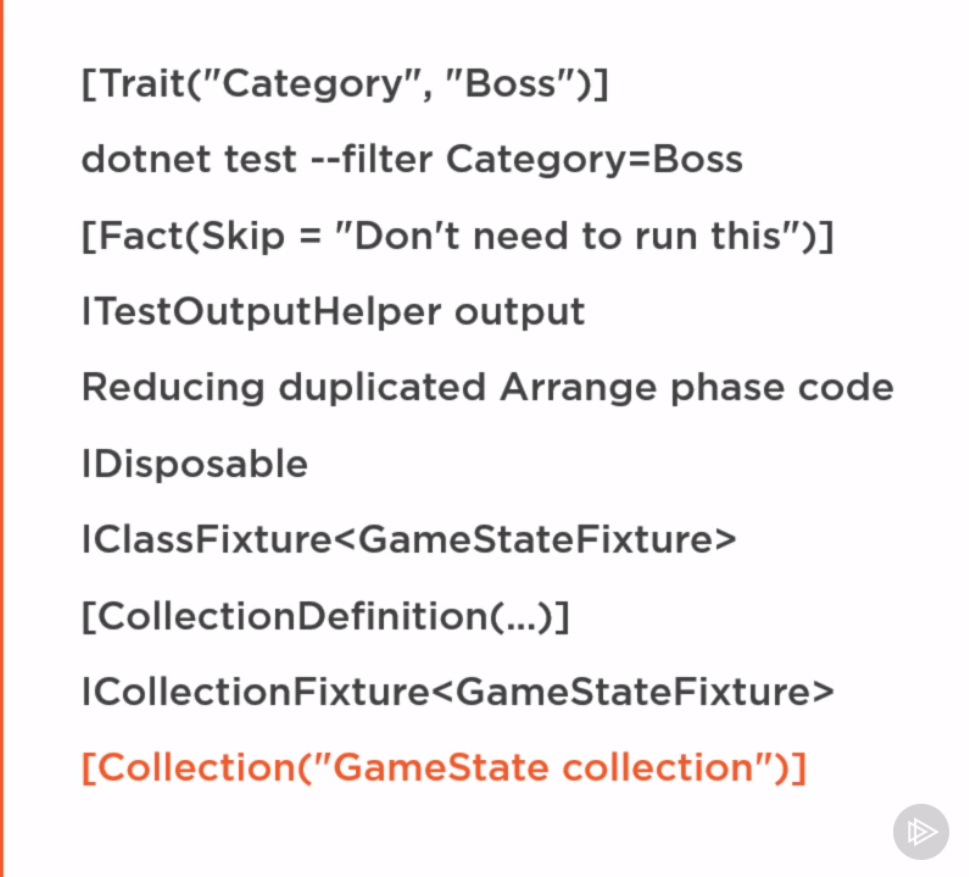 [Trait("Category", "Boss")]
dotnet test --filter Category=Boss
[Fact(Skip = "Don't need to run this")]
ITestOutputHelper output
Reducing duplicated Arrange phase code
IDisposable
IClassFixture<GameStateFixture>
[CollectionDefinition(...)]
ICollectionFixture<GameStateFixture>
[Collection("GameState collection")]